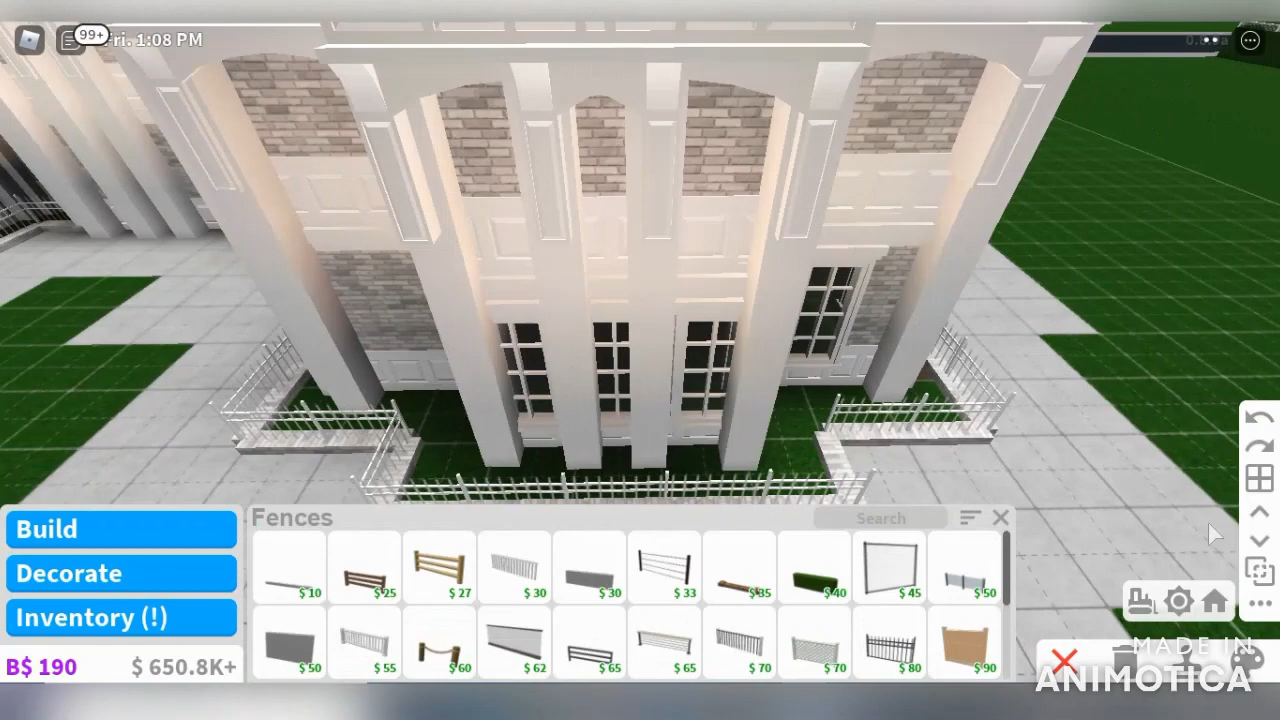 99+
Fri. 1:08 PM
Build
Decorate
Inventory (!)
B$ 190
$ 650.8K+
Fences
Search
$10
$25
$27
$30
$30
$33
$35
$40
$45
$50
$50
$55
$60
$62
$65
$65
$70
$70
$80
$90
MADE IN
ANIMOTICA